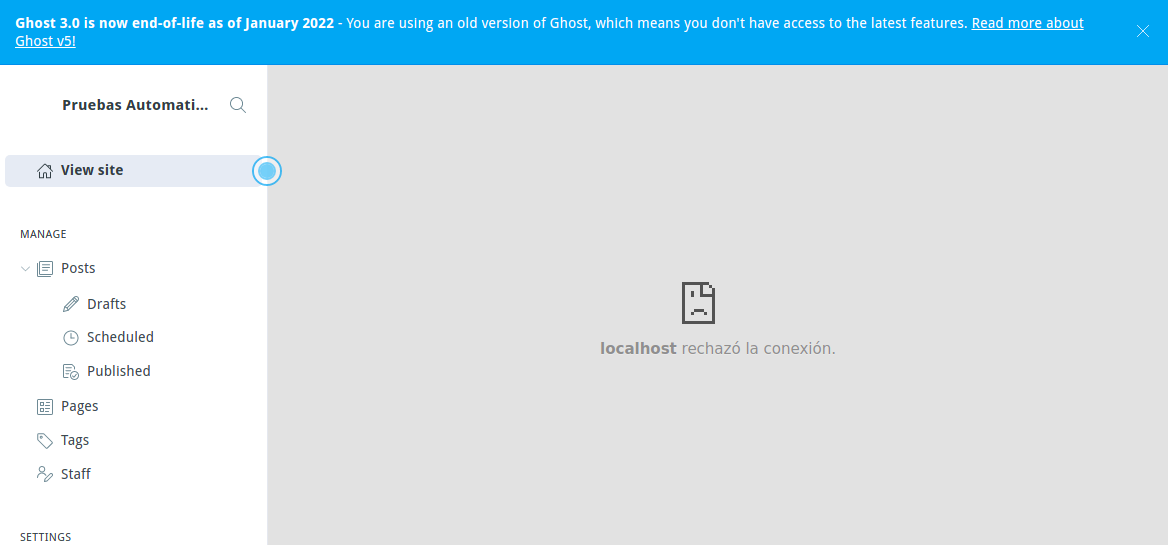 Ghost 3.0 is now end-of-life as of January 2022 - You are using an old version of Ghost, which means you don't have access to the latest features. Read more about
Ghost v5!
Pruebas Automati...
View site
MANAGE
Posts
Drafts
Scheduled
Published
Pages
Tags
Staff
SETTINGS
localhost rechazó la conexión.